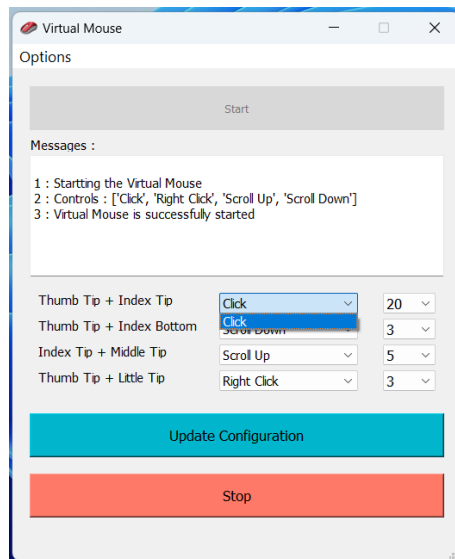 Virtual Mouse
Options
Start
Messages :
1 : Startting the Virtual Mouse
2 : Controls : ['Click', 'Right Click', 'Scroll Up', 'Scroll Down']
3 : Virtual Mouse is successfully started
Thumb Tip + Index Tip Click 20
Click
Thumb Tip + Index Bottom Scroll Down 3
Index Tip + Middle Tip Scroll Up 5
Thumb Tip + Little Tip Right Click 3
Update Configuration
Stop